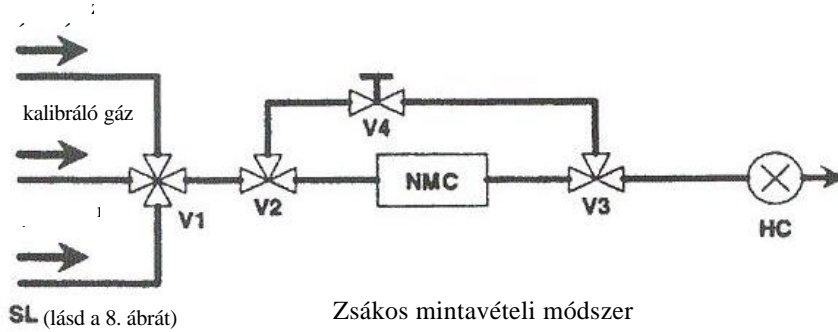 kalibráló gáz
V4
NMC
V1
V2
V3
HC
SL (lásd a 8. ábrát)
Zsákos mintavételi módszer